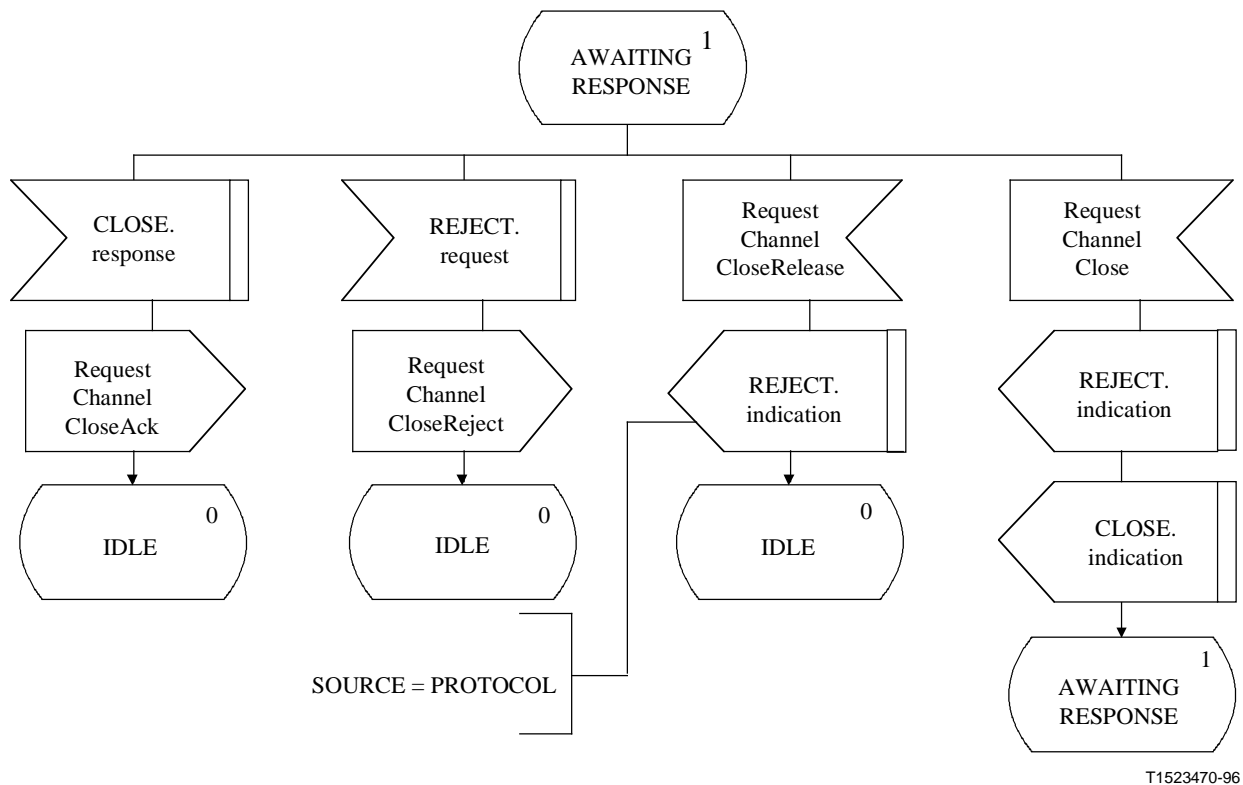 1
AWAITING
RESPONSE
CLOSE.
response
REJECT.
request
Request
Channel
CloseRelease
Request
Channel
Close
Request
Channel
CloseAck
Request
Channel
CloseReject
REJECT.
indication
REJECT.
indication
0
IDLE
0
IDLE
0
IDLE
CLOSE.
indication
SOURCE = PROTOCOL
1
AWAITING
RESPONSE
T1523470-96